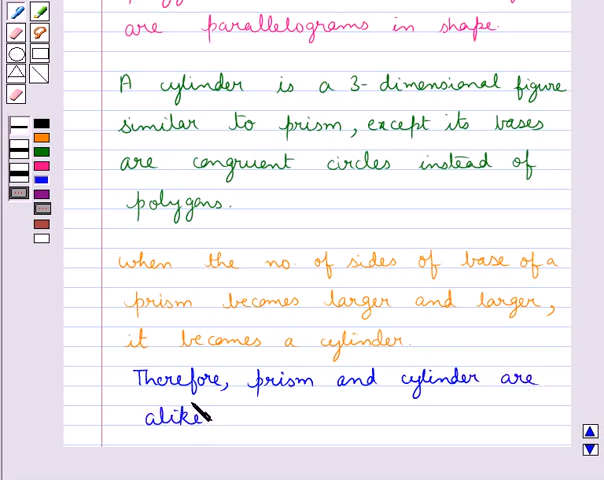 are parallelograms in shape.
A cylinder is a 3-dimensional figure
similar to prism, except its bases
are congruent circles instead of
polygons.
when the no. of sides of base of a
prism becomes larger and larger,
it becomes a cylinder.
Therefore, prism and cylinder are
alike